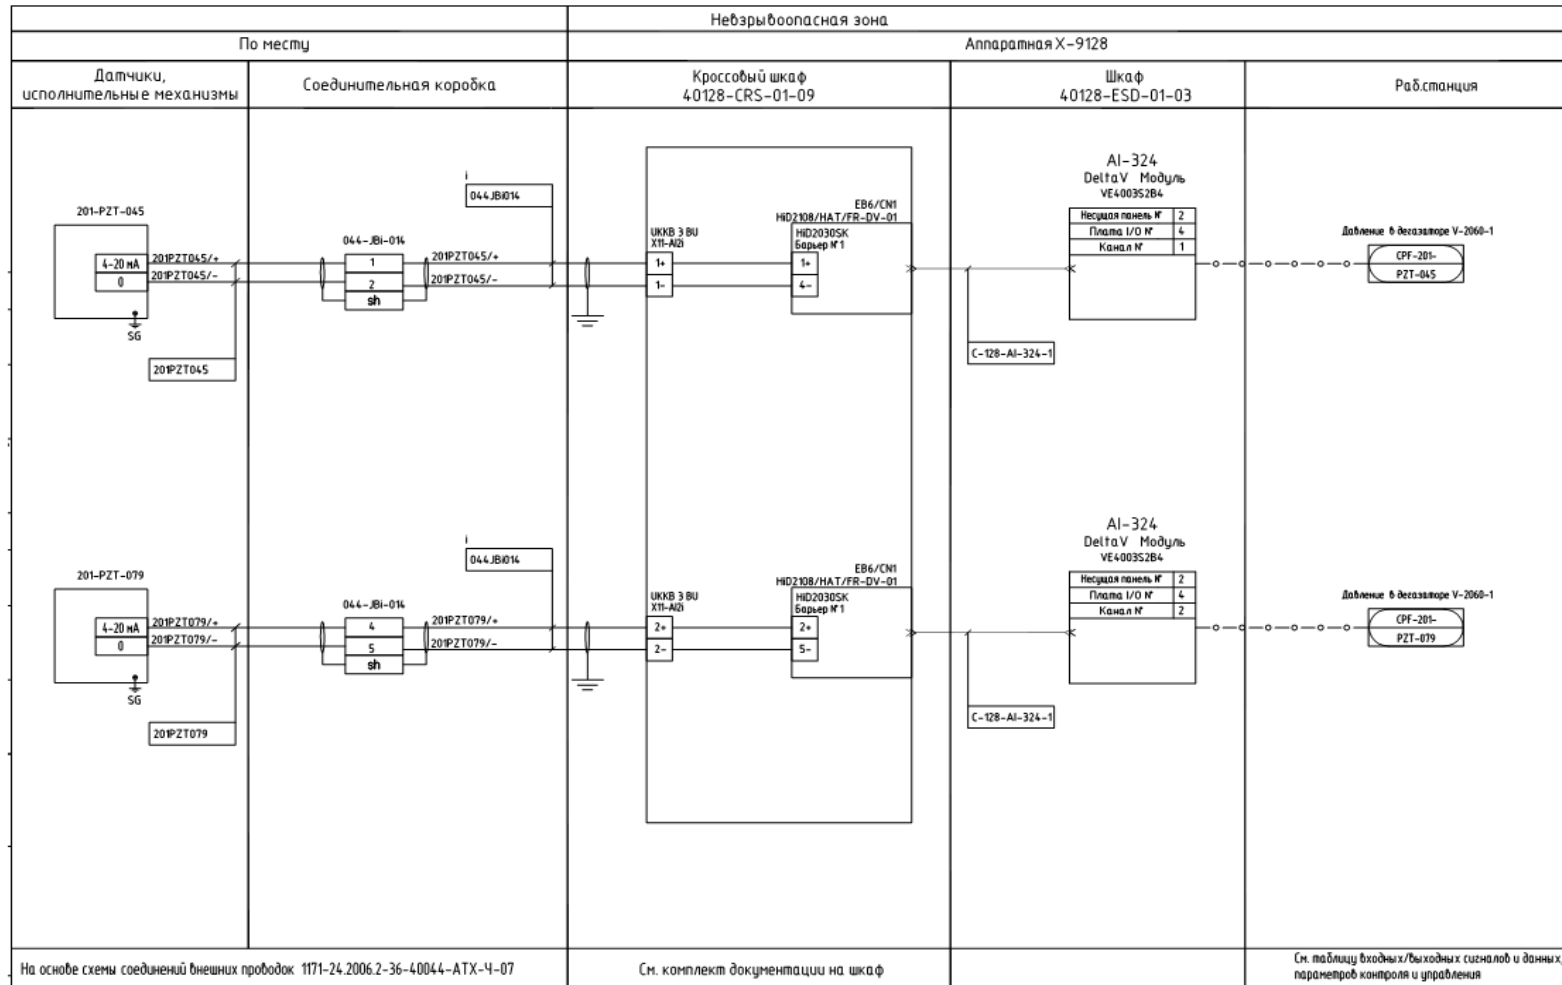 Невзрывоопасная зона
По месту
Аппаратная X-9128
Датчики,
исполнительные механизмы
Соединительная коробка
Кроссовый шкаф
40128-CRS-01-09
Шкаф
40128-ESD-01-03
Раб.станция
201-PZT-045
4-20 мА
0
SG
201PZT045/+
201PZT045/-
201PZT045
044-JBi-014
1
2
sh
201PZT045/+
201PZT045/-
i
044JBi014
UKKB 3 BU
X11-AI2i
1+
1-
EB6/CN1
HiD2108/HAT/FR-DV-01
HiD2030SK
Барьер №1
1+
4-
C-128-AI-324-1
AI-324
DeltaV Модуль
VE4003S2B4
Несущая панель № 2
Плата I/O № 4
Канал № 1
Давление в дегазаторе V-2060-1
CPF-201-
PZT-045
201-PZT-079
4-20 мА
0
SG
201PZT079/+
201PZT079/-
201PZT079
044-JBi-014
4
5
sh
201PZT079/+
201PZT079/-
i
044JBi014
UKKB 3 BU
X11-AI2i
2+
2-
EB6/CN1
HiD2108/HAT/FR-DV-01
HiD2030SK
Барьер №1
2+
5-
C-128-AI-324-1
AI-324
DeltaV Модуль
VE4003S2B4
Несущая панель № 2
Плата I/O № 4
Канал № 2
Давление в дегазаторе V-2060-1
CPF-201-
PZT-079
На основе схемы соединений внешних проводок 1171-24.2006.2-36-40044-АТХ-Ч-07
См. комплект документации на шкаф
См. таблицу входных/выходных сигналов и данных,
параметров контроля и управления